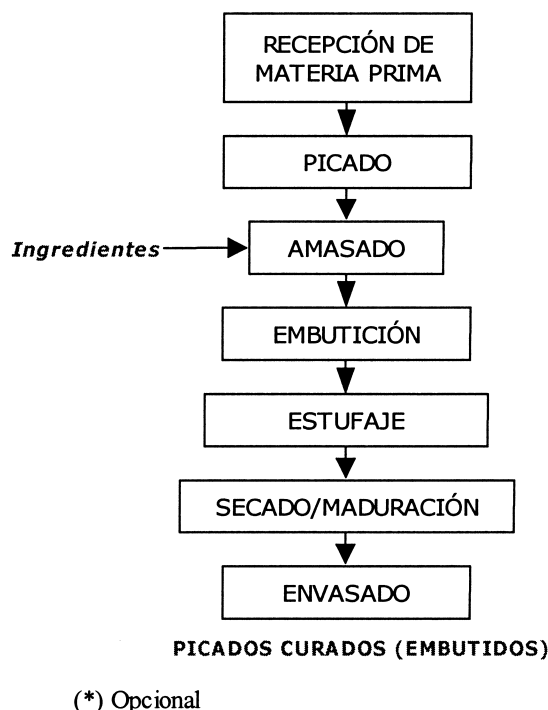 RECEPCIÓN DE
MATERIA PRIMA
PICADO
Ingredientes
AMASADO
EMBUTICIÓN
ESTUFAJE
SECADO/MADURACIÓN
ENVASADO
PICADOS CURADOS (EMBUTIDOS)
(*) Opcional